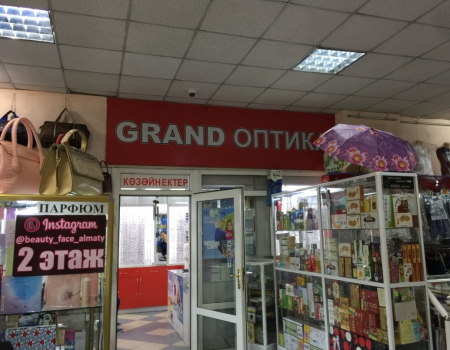 GRAND ОПТИК
КӨЗӘЙНЕКТЕР
ПАРФЮМ
Instagram
@beauty_face_almaty
2 этаж